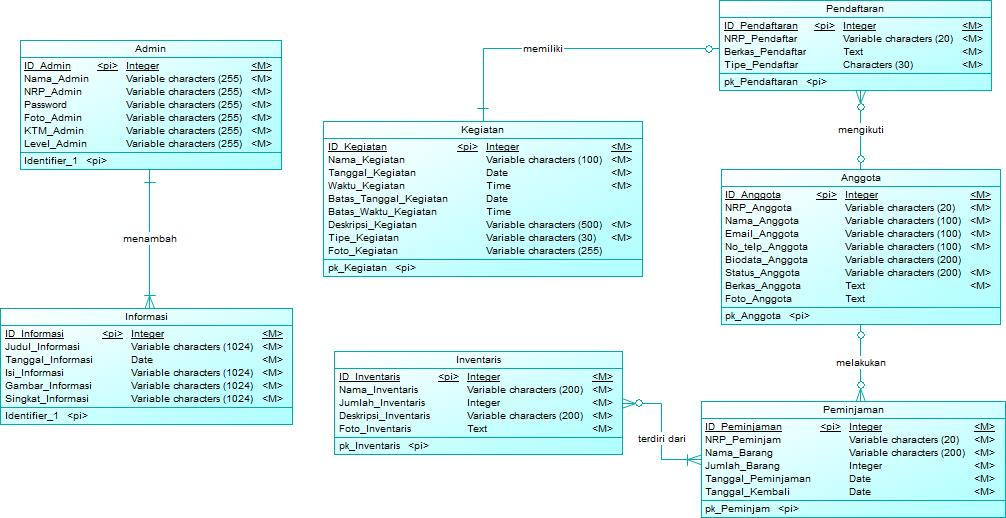 Admin
ID_Admin <pi> Integer <M>
Nama_Admin Variable characters (255) <M>
NRP_Admin Variable characters (255) <M>
Password Variable characters (255) <M>
Foto_Admin Variable characters (255) <M>
KTM_Admin Variable characters (255) <M>
Level_Admin Variable characters (255) <M>
Identifier_1 <pi>
menambah
Informasi
ID_Informasi <pi> Integer <M>
Judul_Informasi Variable characters (1024) <M>
Tanggal_Informasi Date <M>
Isi_Informasi Variable characters (1024) <M>
Gambar_Informasi Variable characters (1024) <M>
Singkat_Informasi Variable characters (1024) <M>
Identifier_1 <pi>
memiliki
Kegiatan
ID_Kegiatan <pi> Integer <M>
Nama_Kegiatan Variable characters (100) <M>
Tanggal_Kegiatan Date <M>
Waktu_Kegiatan Time <M>
Batas_Tanggal_Kegiatan Date
Batas_Waktu_Kegiatan Time
Deskripsi_Kegiatan Variable characters (500) <M>
Tipe_Kegiatan Variable characters (30) <M>
Foto_Kegiatan Variable characters (255)
pk_Kegiatan <pi>
Inventaris
ID_Inventaris <pi> Integer <M>
Nama_Inventaris Variable characters (200) <M>
Jumlah_Inventaris Integer <M>
Deskripsi_Inventaris Variable characters (200) <M>
Foto_Inventaris Text <M>
pk_Inventaris <pi>
terdiri dari
Pendaftaran
ID_Pendaftaran <pi> Integer <M>
NRP_Pendaftar Variable characters (20) <M>
Berkas_Pendaftar Text <M>
Tipe_Pendaftar Characters (30) <M>
pk_Pendaftaran <pi>
mengikuti
Anggota
ID_Anggota <pi> Integer <M>
NRP_Anggota Variable characters (20) <M>
Nama_Anggota Variable characters (100) <M>
Email_Anggota Variable characters (100) <M>
No_telp_Anggota Variable characters (100) <M>
Biodata_Anggota Variable characters (200)
Status_Anggota Variable characters (200) <M>
Berkas_Anggota Text <M>
Foto_Anggota Text
pk_Anggota <pi>
melakukan
Peminjaman
ID_Peminjaman <pi> Integer <M>
NRP_Peminjam Variable characters (20) <M>
Nama_Barang Variable characters (200) <M>
Jumlah_Barang Integer <M>
Tanggal_Peminjaman Date <M>
Tanggal_Kembali Date <M>
pk_Peminjam <pi>